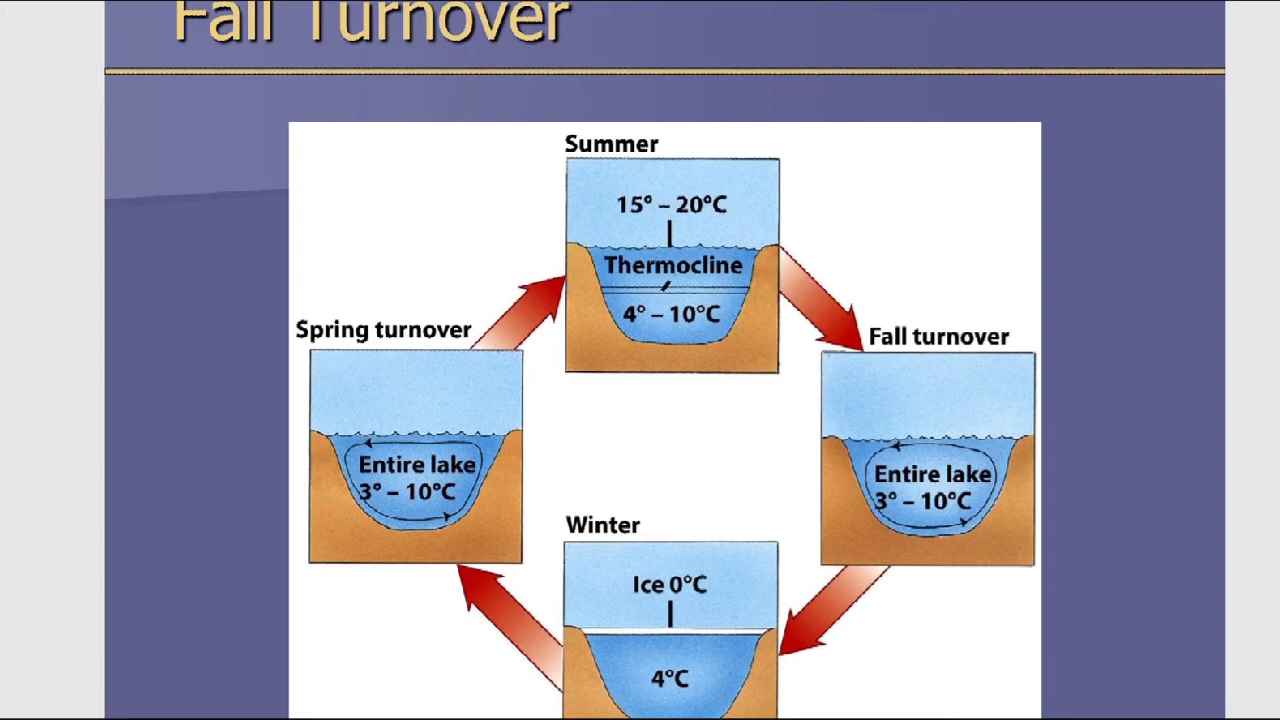 Fall Turnover
Summer
15° – 20°C
Thermocline
4° – 10°C
Spring turnover
Fall turnover
Entire lake
3° – 10°C
Entire lake
3° – 10°C
Winter
Ice 0°C
4°C